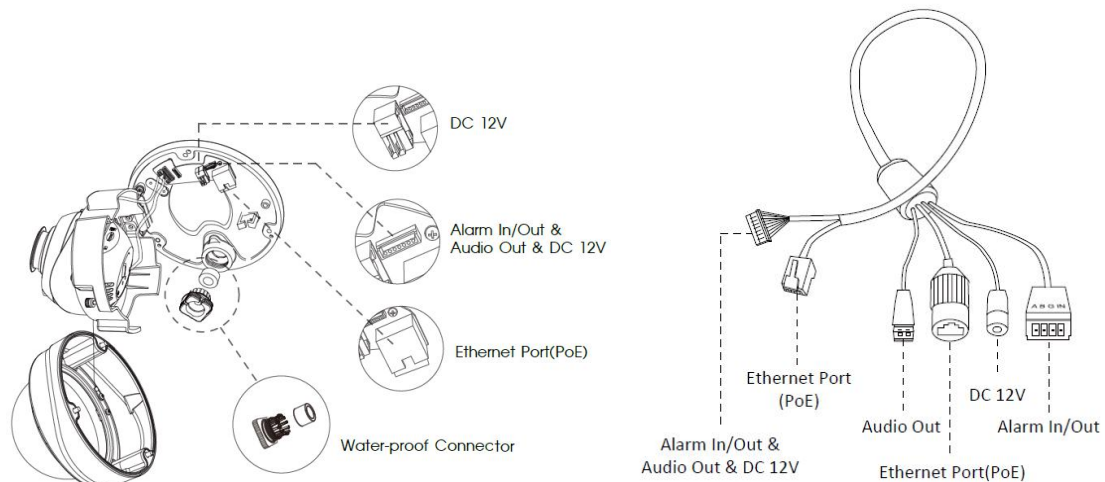 DC 12V
Alarm In/Out &
Audio Out & DC 12V
Ethernet Port(PoE)
Water-proof Connector
A B G IN
Ethernet Port
(PoE)
DC 12V
Audio Out
Alarm In/Out
Alarm In/Out &
Audio Out & DC 12V
Ethernet Port(PoE)